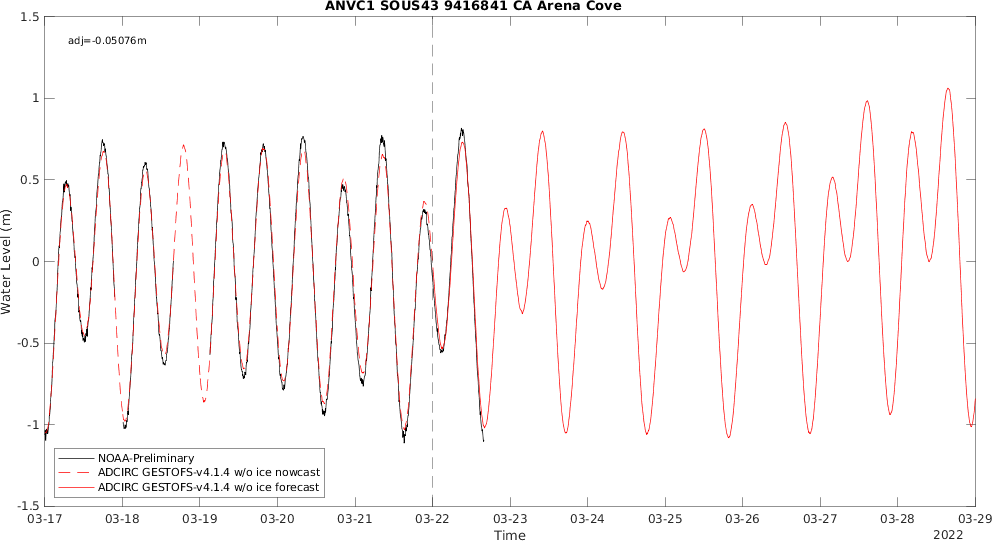 ANVC1 SOUS43 9416841 CA Arena Cove
adj=-0.05076m
1.5
1
0.5
0
-0.5
-1
-1.5
Water Level (m)
NOAA-Preliminary
ADCIRC GESTOFS-v4.1.4 w/o ice nowcast
ADCIRC GESTOFS-v4.1.4 w/o ice forecast
03-17 03-18 03-19 03-20 03-21 03-22 03-23 03-24 03-25 03-26 03-27 03-28 03-29
Time
2022